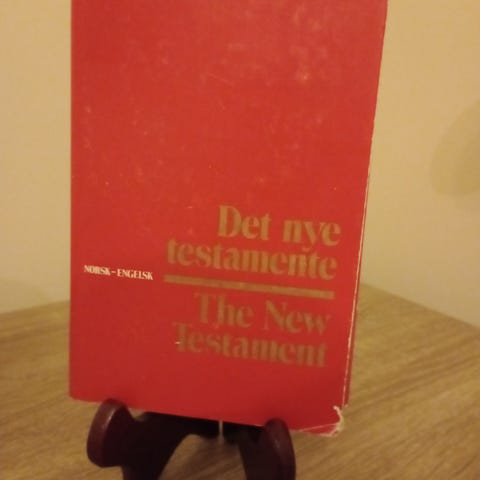 Det nye
testamente
NORSK-ENGELSK
The New
Testament